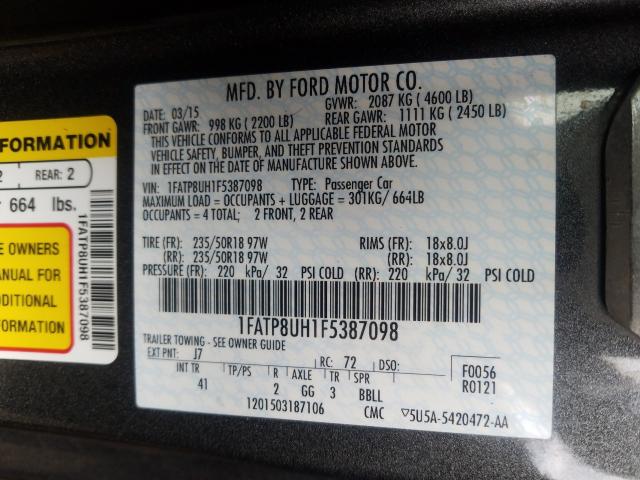 MFD. BY FORD MOTOR CO.
DATE: 03/15 GVWR: 2087 KG ( 4600 LB)
FRONT GAWR: 998 KG ( 2200 LB) REAR GAWR: 1111 KG ( 2450 LB)
THIS VEHICLE CONFORMS TO ALL APPLICABLE FEDERAL MOTOR
VEHICLE SAFETY, BUMPER, AND THEFT PREVENTION STANDARDS
IN EFFECT ON THE DATE OF MANUFACTURE SHOWN ABOVE.
VIN: 1FATP8UH1F5387098 TYPE: Passenger Car
MAXIMUM LOAD = OCCUPANTS + LUGGAGE = 301KG/ 664LB
OCCUPANTS = 4 TOTAL: 2 FRONT, 2 REAR
TIRE (FR): 235/50R18 97W RIMS (FR): 18x8.0J
(RR): 235/50R18 97W (RR): 18x8.0J
PRESSURE (FR): 220 kPa/ 32 PSI COLD (RR): 220 kPa/ 32 PSI COLD
1FATP8UH1F5387098
TRAILER TOWING - SEE OWNER GUIDE
EXT PNT: J7 RC: 72 DSO: F0056
R0121
INT TR TP/PS R AXLE TR SPR
41 2 GG 3 BBLL
1201503187106 CMC 5U5A-5420472-AA
FORMATION
2 REAR: 2
664 lbs.
E OWNERS
ANUAL FOR
DDITIONAL
ORMATION
1FATP8UH1F5387098